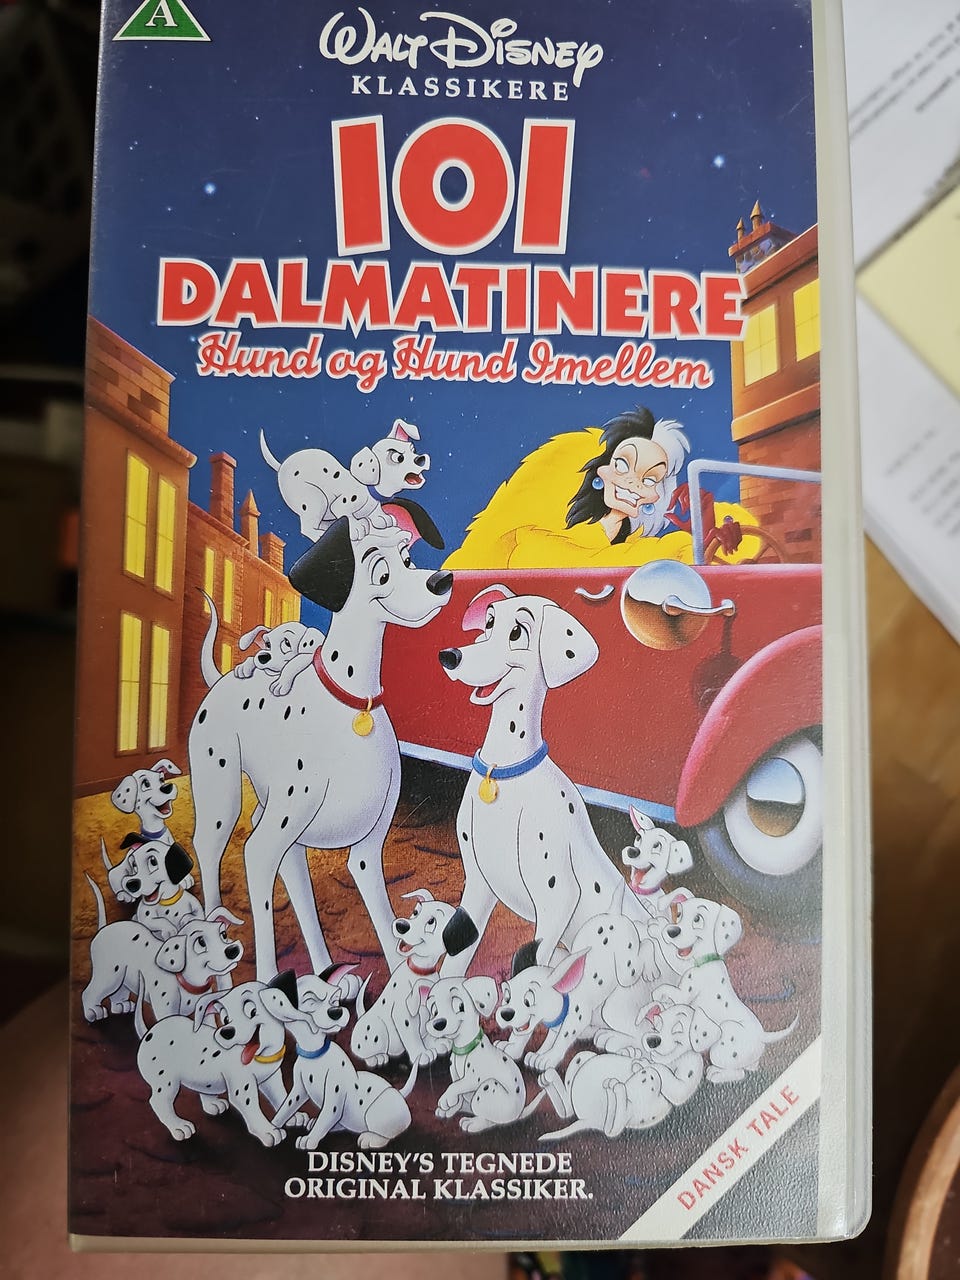 A
WALT DISNEY
KLASSIKERE
101
DALMATINERE
Hund og Hund Imellem
DISNEY'S TEGNEDE
ORIGINAL KLASSIKER.
DANSK TALE